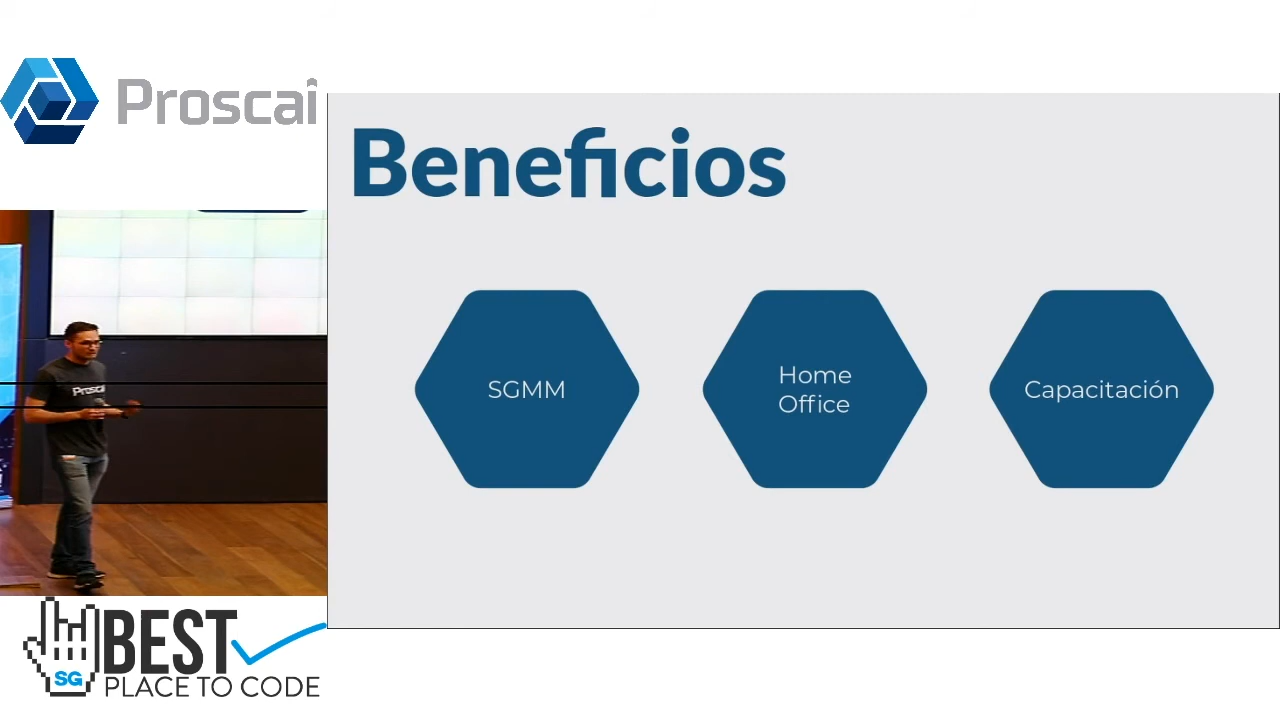 Proscai
Beneficios
SGMM
Home
Office
Capacitación
Proscai
SG
BEST
PLACE TO CODE